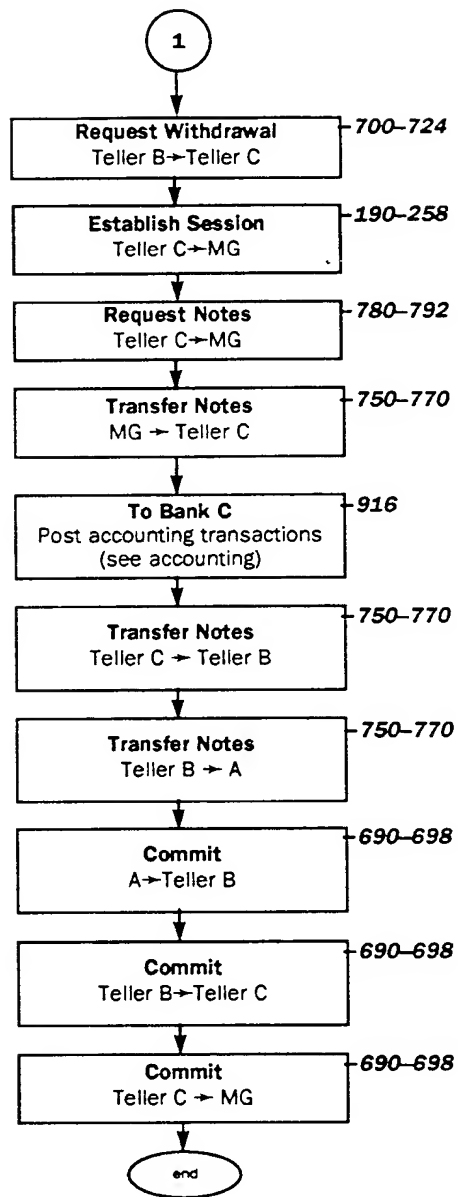 1
Request Withdrawal
Teller B→Teller C
700–724
Establish Session
Teller C→MG
190–258
Request Notes
Teller C→MG
780–792
Transfer Notes
MG → Teller C
750–770
To Bank C
Post accounting transactions
(see accounting)
916
Transfer Notes
Teller C → Teller B
750–770
Transfer Notes
Teller B → A
750–770
Commit
A→Teller B
690–698
Commit
Teller B→Teller C
690–698
Commit
Teller C → MG
690–698
end